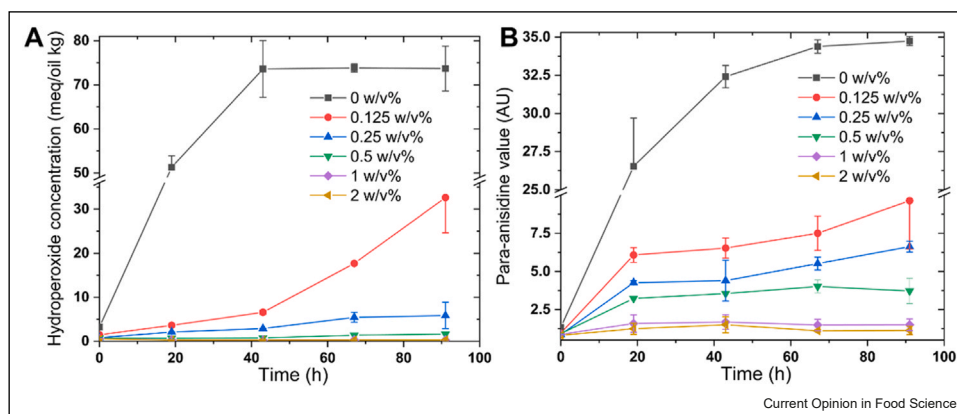 A
Hydroperoxide concentration (meq/oil kg)
80
70
60
50
40
30
20
10
0
0 w/v%
0.125 w/v%
0.25 w/v%
0.5 w/v%
1 w/v%
2 w/v%
0 20 40 60 80 100
Time (h)
B
Para-anisidine value (AU)
35.0
32.5
30.0
27.5
25.0
7.5
5.0
2.5
0 w/v%
0.125 w/v%
0.25 w/v%
0.5 w/v%
1 w/v%
2 w/v%
0 20 40 60 80 100
Time (h)
Current Opinion in Food Science